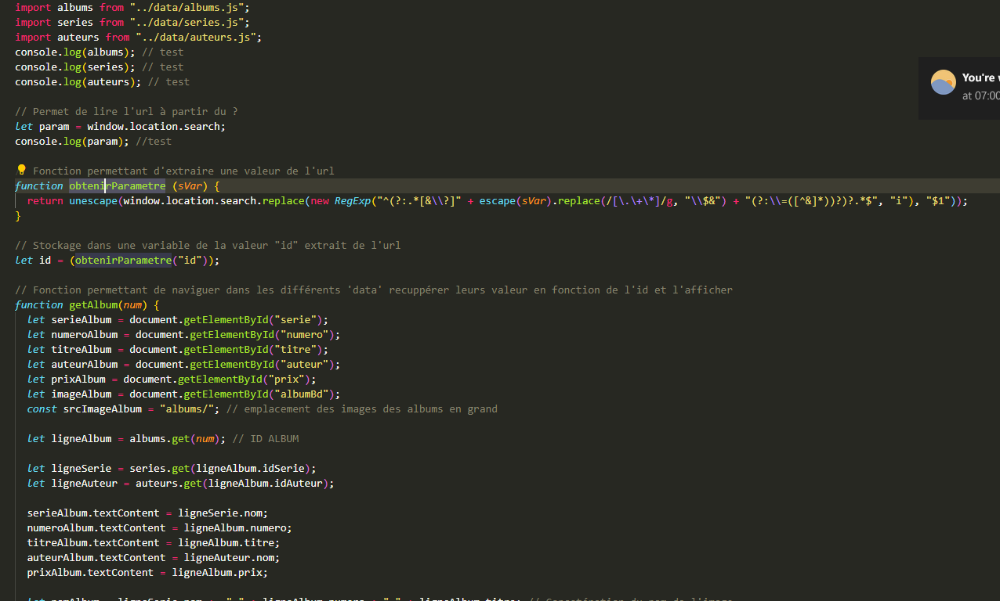 import albums from "../data/albums.js";
import series from "../data/series.js";
import auteurs from "../data/auteurs.js";
console.log(albums); // test
console.log(series); // test
console.log(auteurs); // test
You're
at 07:00
// Permet de lire l'url à partir du ?
let param = window.location.search;
console.log(param); //test
Fonction permettant d'extraire une valeur de l'url
function obtenirParametre (sVar) {
return unescape(window.location.search.replace(new RegExp("^(?:.*[&\\?]" + escape(sVar).replace(/[\.\+\*]/g, "\\$&") + "(?:\\=([^&]*))?)?.*$", "i"), "$1"));
}
// Stockage dans une variable de la valeur "id" extrait de l'url
let id = (obtenirParametre("id"));
// Fonction permettant de naviguer dans les différents 'data' recuppérer leurs valeur en fonction de l'id et l'afficher
function getAlbum(num) {
let serieAlbum = document.getElementById("serie");
let numeroAlbum = document.getElementById("numero");
let titreAlbum = document.getElementById("titre");
let auteurAlbum = document.getElementById("auteur");
let prixAlbum = document.getElementById("prix");
let imageAlbum = document.getElementById("albumBd");
const srcImageAlbum = "albums/"; // emplacement des images des albums en grand
let ligneAlbum = albums.get(num); // ID ALBUM
let ligneSerie = series.get(ligneAlbum.idSerie);
let ligneAuteur = auteurs.get(ligneAlbum.idAuteur);
serieAlbum.textContent = ligneSerie.nom;
numeroAlbum.textContent = ligneAlbum.numero;
titreAlbum.textContent = ligneAlbum.titre;
auteurAlbum.textContent = ligneAuteur.nom;
prixAlbum.textContent = ligneAlbum.prix;